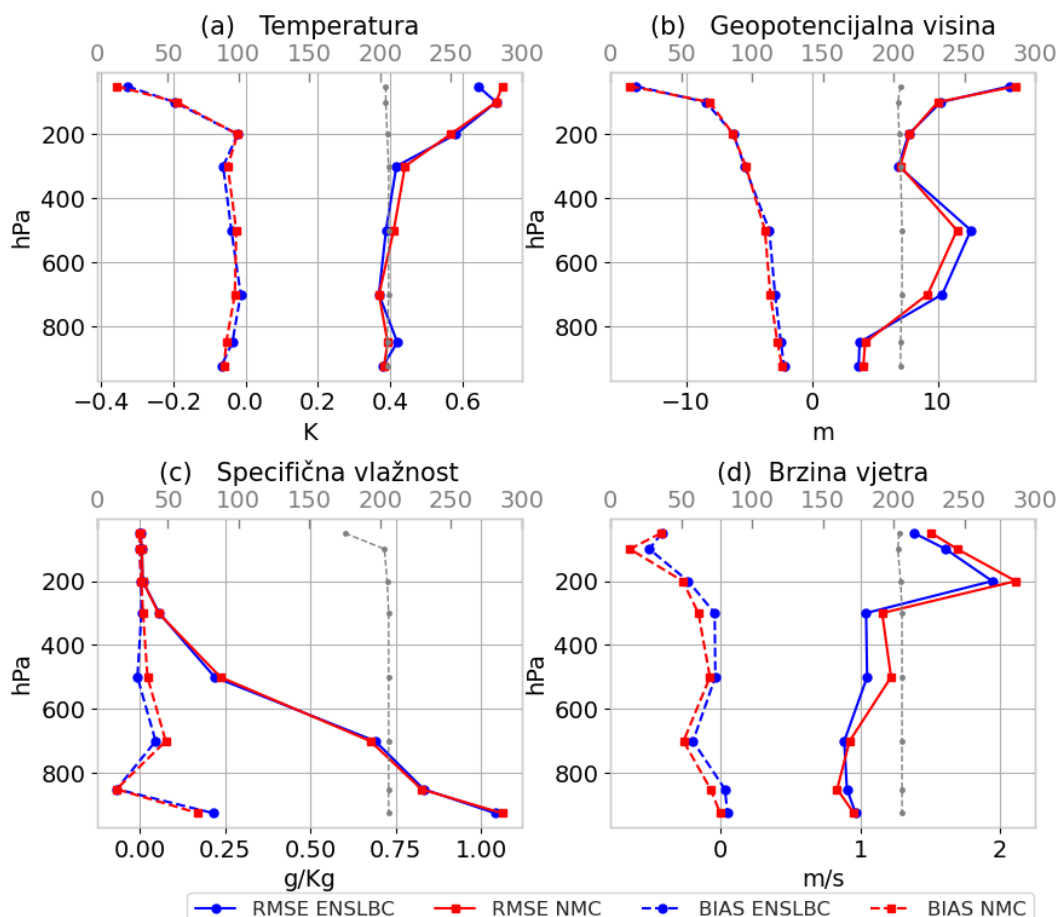 (a) Temperatura
(b) Geopotencijalna visina
0 50 100 150 200 250 300
0 50 100 150 200 250 300
hPa
200
400
600
800
hPa
200
400
600
800
−0.4 −0.2 0.0 0.2 0.4 0.6
−10 0 10
K
m
(c) Specifična vlažnost
(d) Brzina vjetra
0 50 100 150 200 250 300
0 50 100 150 200 250 300
hPa
200
400
600
800
hPa
200
400
600
800
0.00 0.25 0.50 0.75 1.00
0 1 2
g/Kg
m/s
RMSE ENSLBC RMSE NMC BIAS ENSLBC BIAS NMC